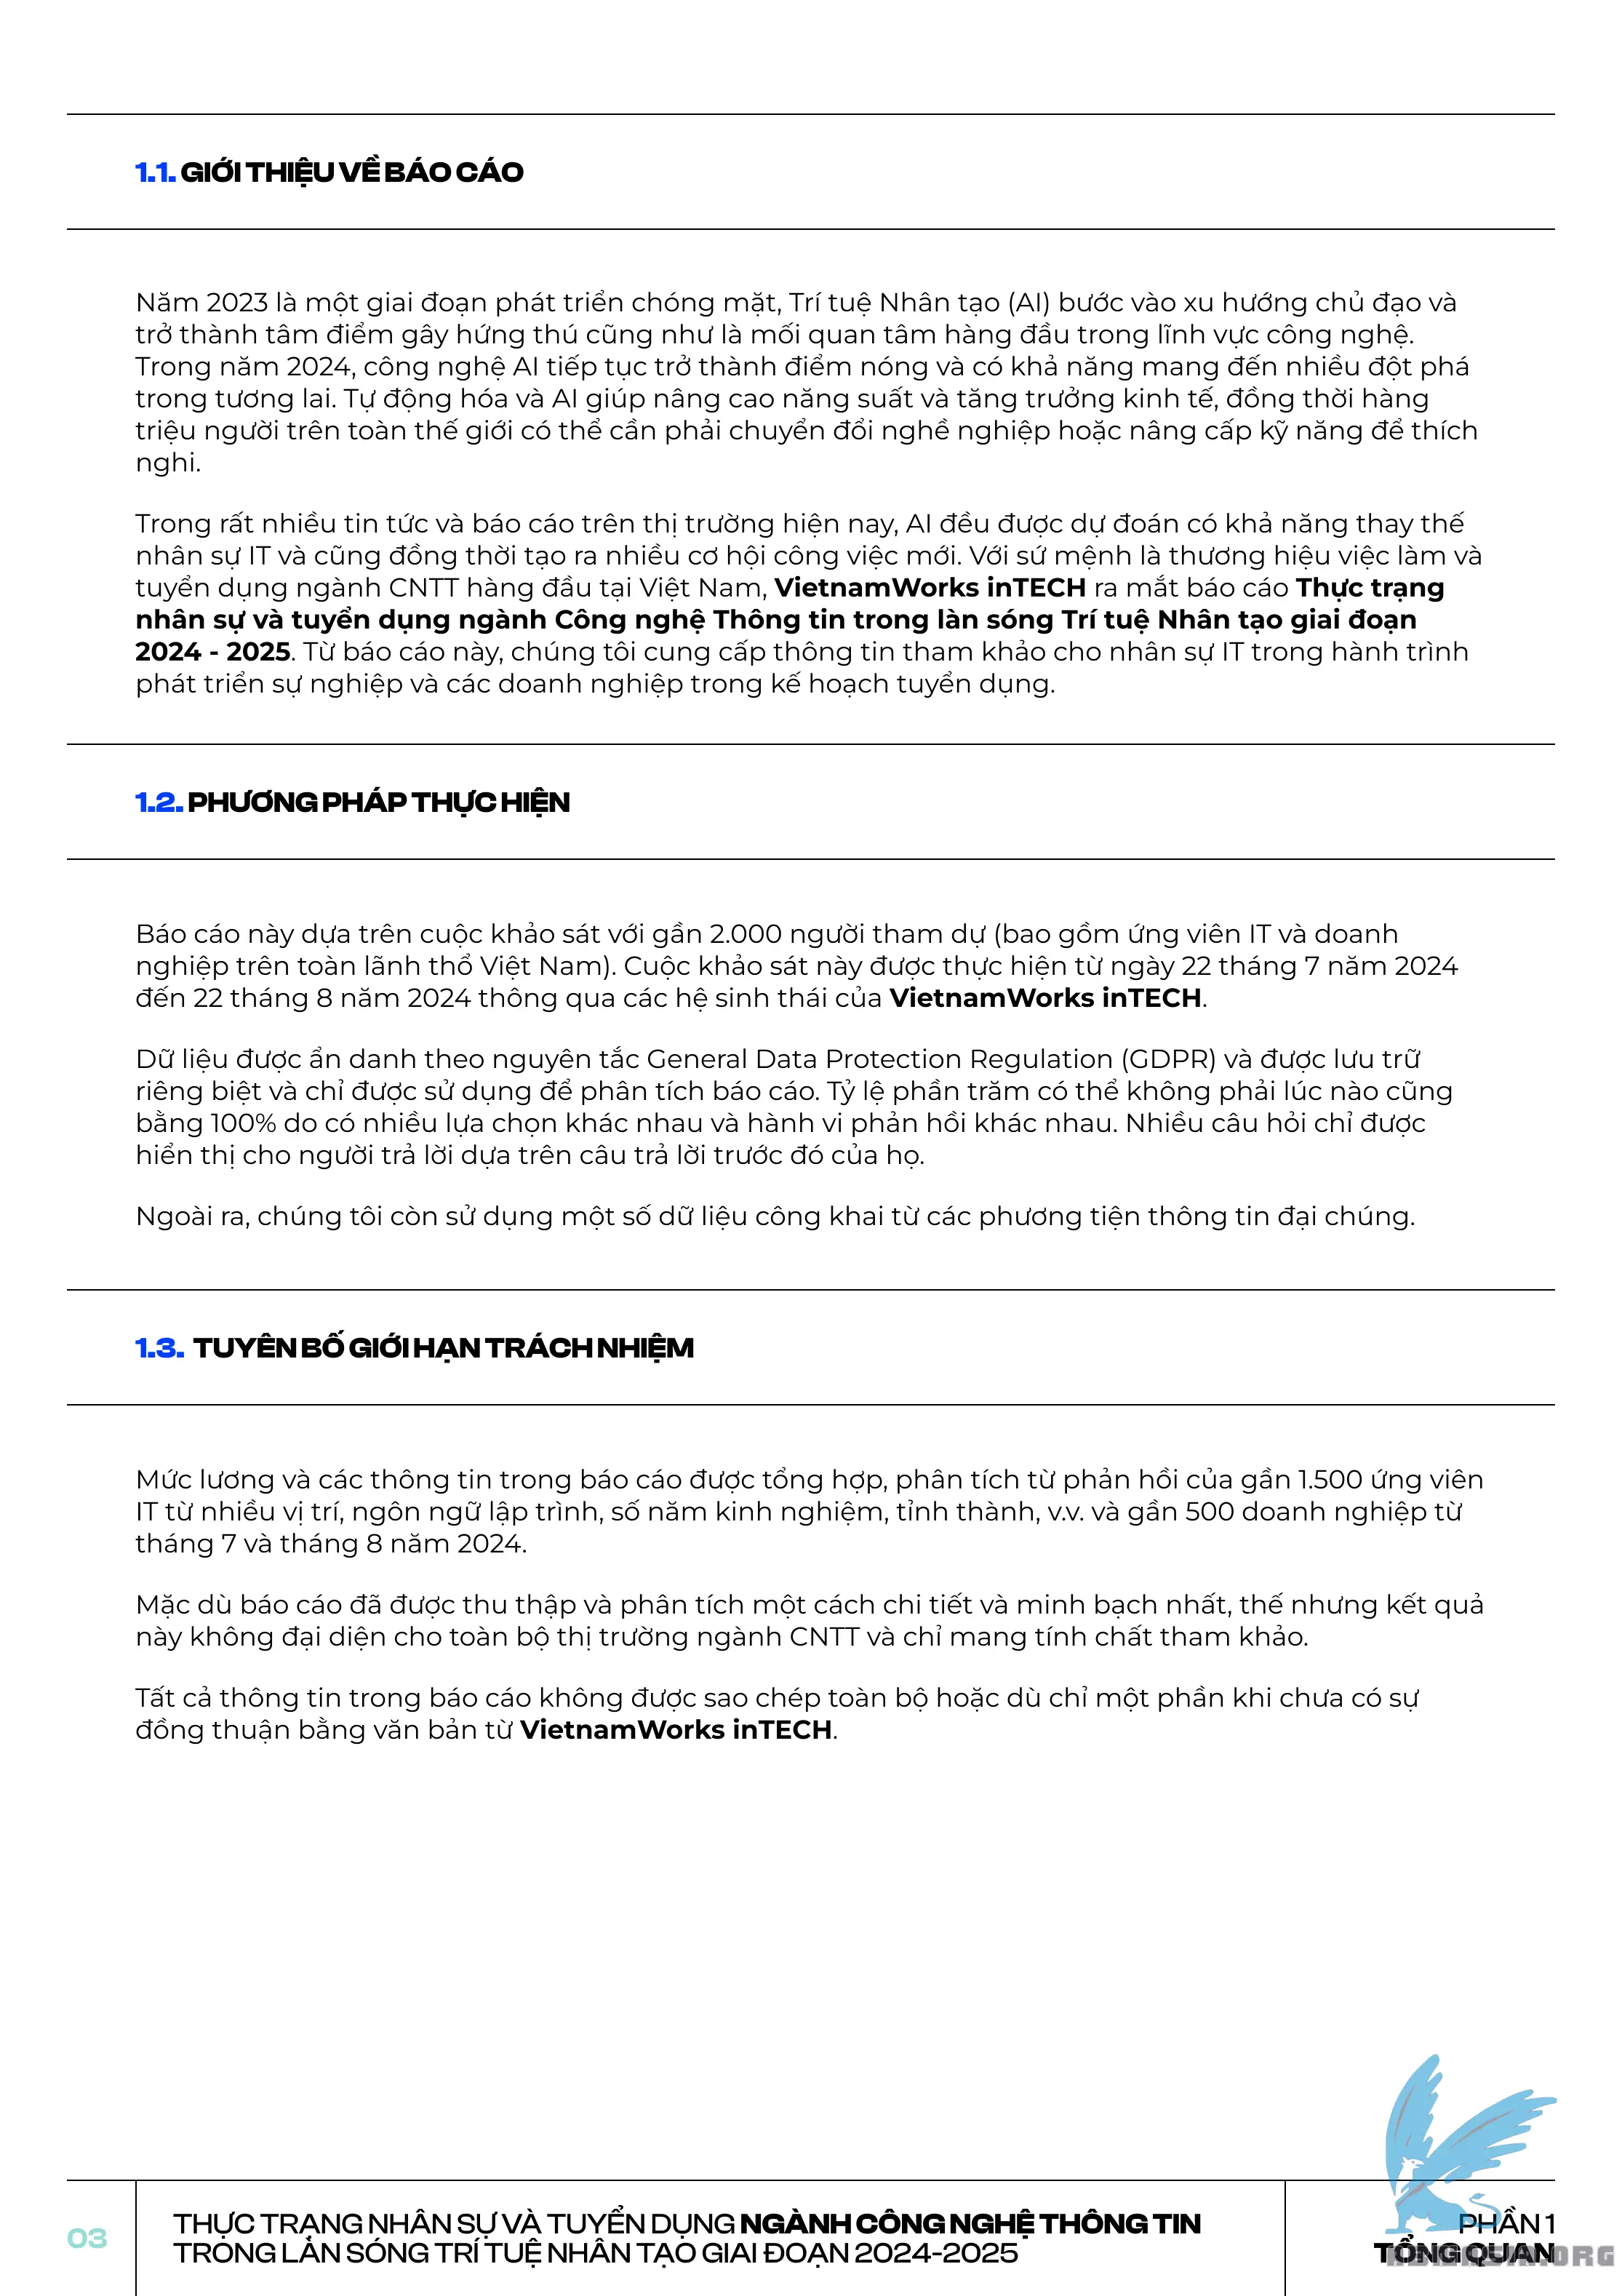 1.1. GIỚI THIỆU VỀ BÁO CÁO
Năm 2023 là một giai đoạn phát triển chóng mặt, Trí tuệ Nhân tạo (AI) bước vào xu hướng chủ đạo và
trở thành tâm điểm gây hứng thú cũng như là mối quan tâm hàng đầu trong lĩnh vực công nghệ.
Trong năm 2024, công nghệ AI tiếp tục trở thành điểm nóng và có khả năng mang đến nhiều đột phá
trong tương lai. Tự động hóa và AI giúp nâng cao năng suất và tăng trưởng kinh tế, đồng thời hàng
triệu người trên toàn thế giới có thể cần phải chuyển đổi nghề nghiệp hoặc nâng cấp kỹ năng để thích
nghi.
Trong rất nhiều tin tức và báo cáo trên thị trường hiện nay, AI đều được dự đoán có khả năng thay thế
nhân sự IT và cũng đồng thời tạo ra nhiều cơ hội công việc mới. Với sứ mệnh là thương hiệu việc làm và
tuyển dụng ngành CNTT hàng đầu tại Việt Nam, VietnamWorks inTECH ra mắt báo cáo Thực trạng
nhân sự và tuyển dụng ngành Công nghệ Thông tin trong làn sóng Trí tuệ Nhân tạo giai đoạn
2024 - 2025. Từ báo cáo này, chúng tôi cung cấp thông tin tham khảo cho nhân sự IT trong hành trình
phát triển sự nghiệp và các doanh nghiệp trong kế hoạch tuyển dụng.
1.2. PHƯƠNG PHÁP THỰC HIỆN
Báo cáo này dựa trên cuộc khảo sát với gần 2.000 người tham dự (bao gồm ứng viên IT và doanh
nghiệp trên toàn lãnh thổ Việt Nam). Cuộc khảo sát này được thực hiện từ ngày 22 tháng 7 năm 2024
đến 22 tháng 8 năm 2024 thông qua các hệ sinh thái của VietnamWorks inTECH.
Dữ liệu được ẩn danh theo nguyên tắc General Data Protection Regulation (GDPR) và được lưu trữ
riêng biệt và chỉ được sử dụng để phân tích báo cáo. Tỷ lệ phần trăm có thể không phải lúc nào cũng
bằng 100% do có nhiều lựa chọn khác nhau và hành vi phản hồi khác nhau. Nhiều câu hỏi chỉ được
hiển thị cho người trả lời dựa trên câu trả lời trước đó của họ.
Ngoài ra, chúng tôi còn sử dụng một số dữ liệu công khai từ các phương tiện thông tin đại chúng.
1.3. TUYÊN BỐ GIỚI HẠN TRÁCH NHIỆM
Mức lương và các thông tin trong báo cáo được tổng hợp, phân tích từ phản hồi của gần 1.500 ứng viên
IT từ nhiều vị trí, ngôn ngữ lập trình, số năm kinh nghiệm, tỉnh thành, v.v. và gần 500 doanh nghiệp từ
tháng 7 và tháng 8 năm 2024.
Mặc dù báo cáo đã được thu thập và phân tích một cách chi tiết và minh bạch nhất, thế nhưng kết quả
này không đại diện cho toàn bộ thị trường ngành CNTT và chỉ mang tính chất tham khảo.
Tất cả thông tin trong báo cáo không được sao chép toàn bộ hoặc dù chỉ một phần khi chưa có sự
đồng thuận bằng văn bản từ VietnamWorks inTECH.
03
THỰC TRẠNG NHÂN SỰ VÀ TUYỂN DỤNG NGÀNH CÔNG NGHỆ THÔNG TIN
TRONG LÀN SÓNG TRÍ TUỆ NHÂN TẠO GIAI ĐOẠN 2024-2025
PHẦN 1
TỔNG QUAN